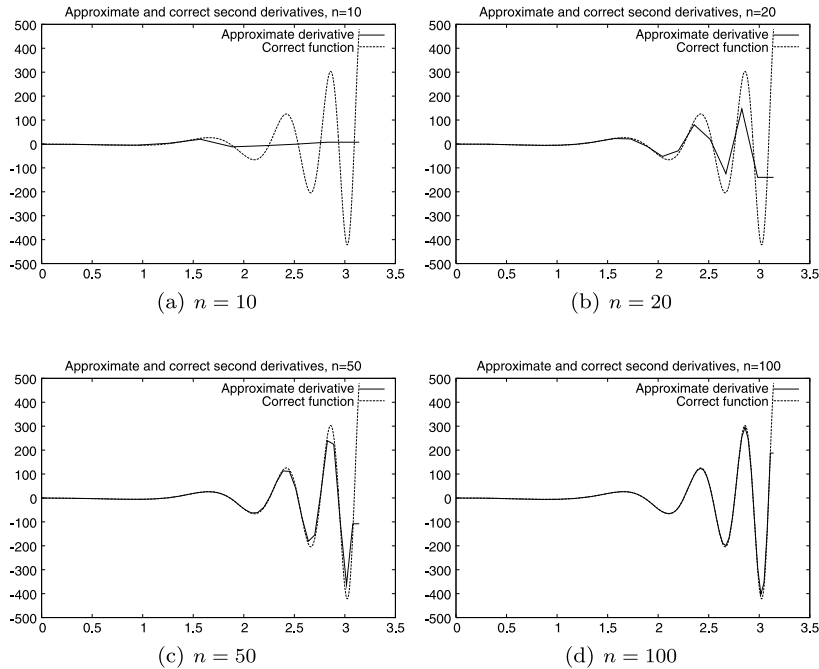 Approximate and correct second derivatives, n=10
Approximate derivative
Correct function
500
400
300
200
100
0
-100
-200
-300
-400
-500
0 0.5 1 1.5 2 2.5 3 3.5
(a) n = 10
Approximate and correct second derivatives, n=20
Approximate derivative
Correct function
500
400
300
200
100
0
-100
-200
-300
-400
-500
0 0.5 1 1.5 2 2.5 3 3.5
(b) n = 20
Approximate and correct second derivatives, n=50
Approximate derivative
Correct function
500
400
300
200
100
0
-100
-200
-300
-400
-500
0 0.5 1 1.5 2 2.5 3 3.5
(c) n = 50
Approximate and correct second derivatives, n=100
Approximate derivative
Correct function
500
400
300
200
100
0
-100
-200
-300
-400
-500
0 0.5 1 1.5 2 2.5 3 3.5
(d) n = 100